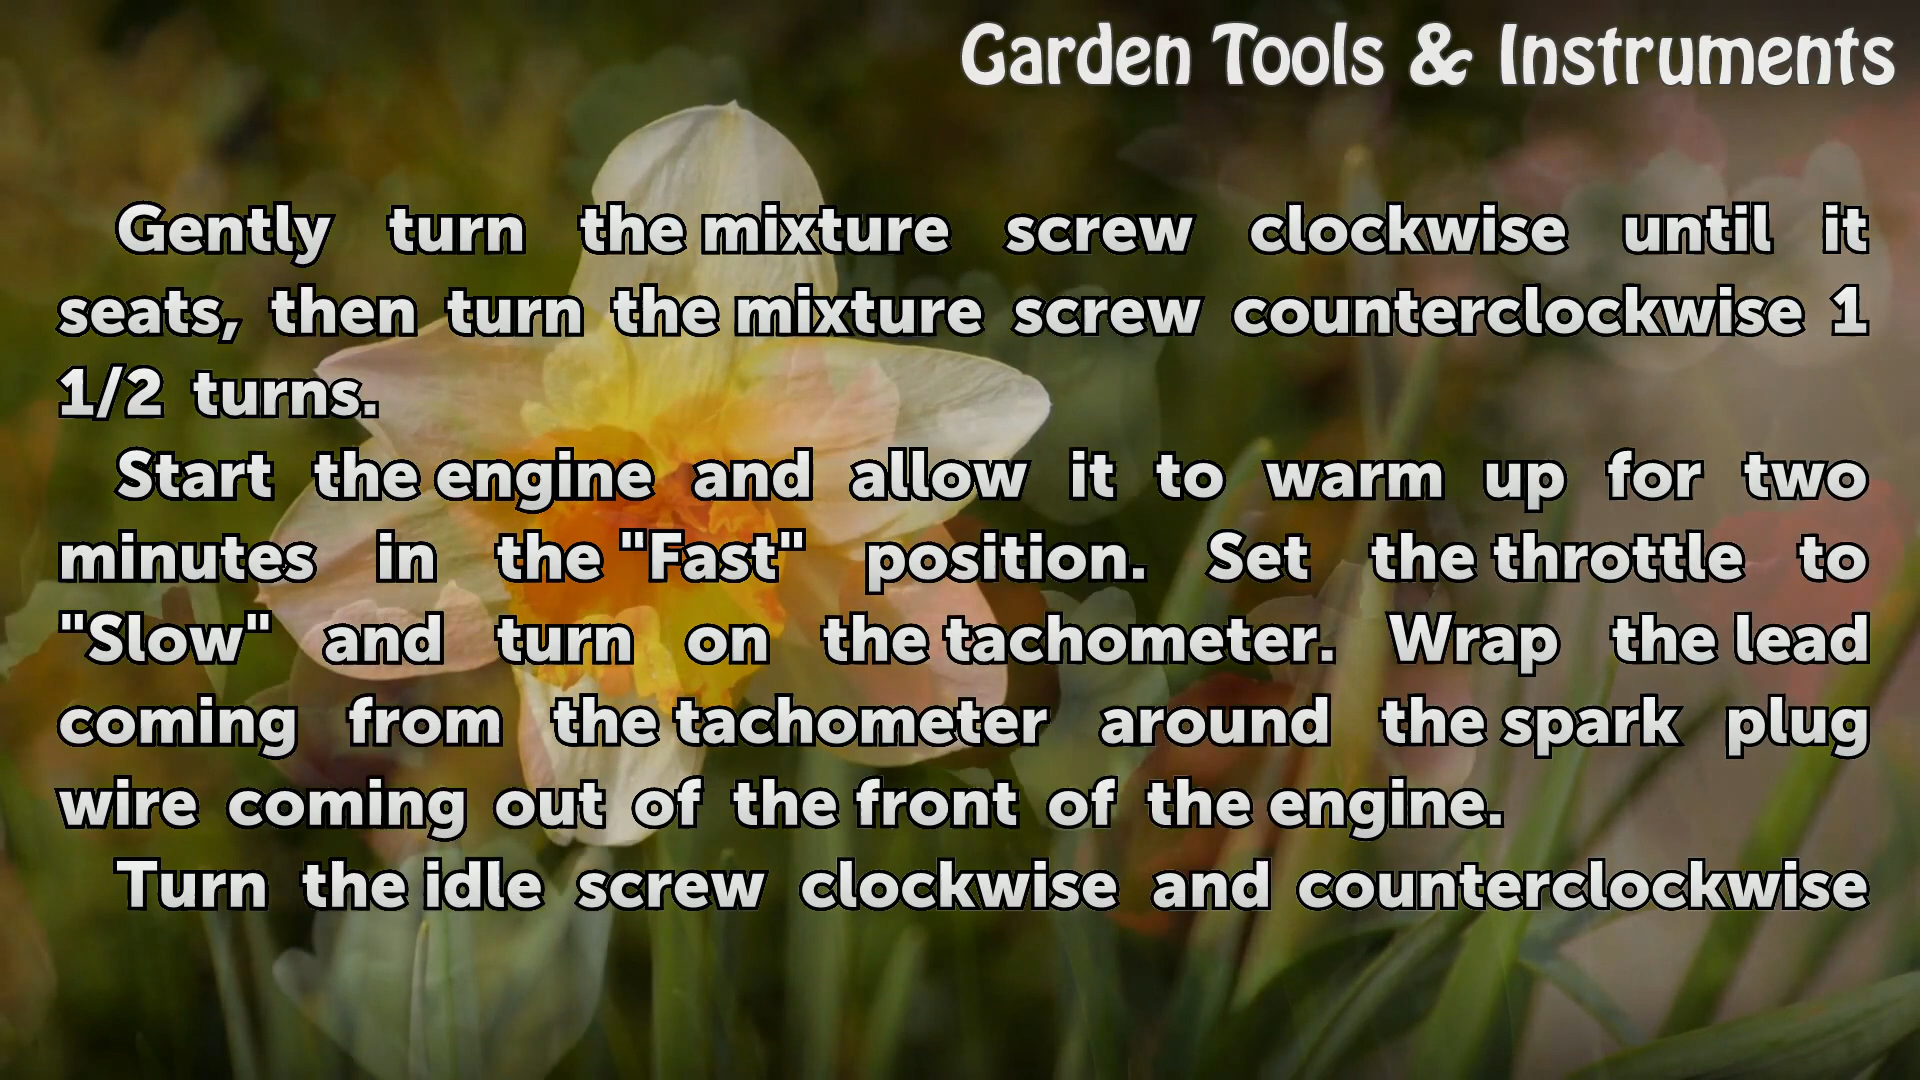 Garden Tools & Instruments
Gently turn the mixture screw clockwise until it
seats, then turn the mixture screw counterclockwise 1
1/2 turns.
Start the engine and allow it to warm up for two
minutes in the "Fast" position. Set the throttle to
"Slow" and turn on the tachometer. Wrap the lead
coming from the tachometer around the spark plug
wire coming out of the front of the engine.
Turn the idle screw clockwise and counterclockwise